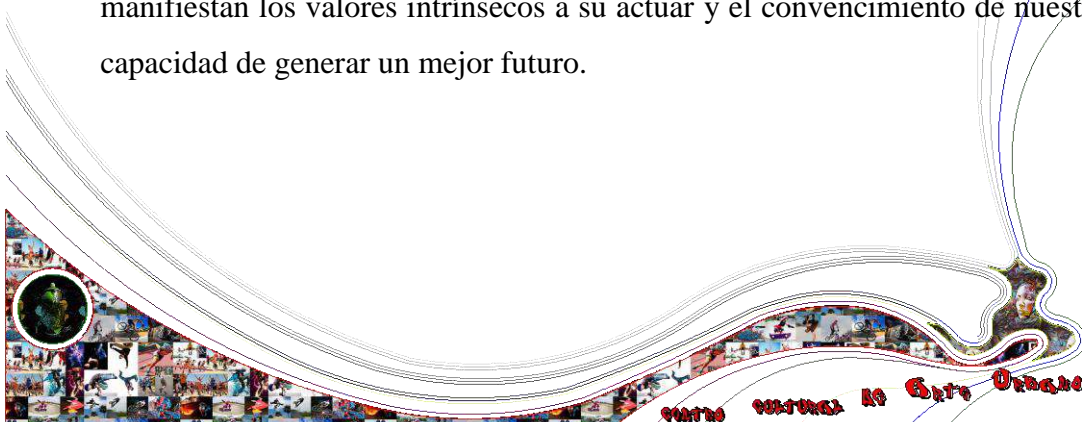 manifiestan los valores intrínsecos a su actuar y el convencimiento de nuest
capacidad de generar un mejor futuro.